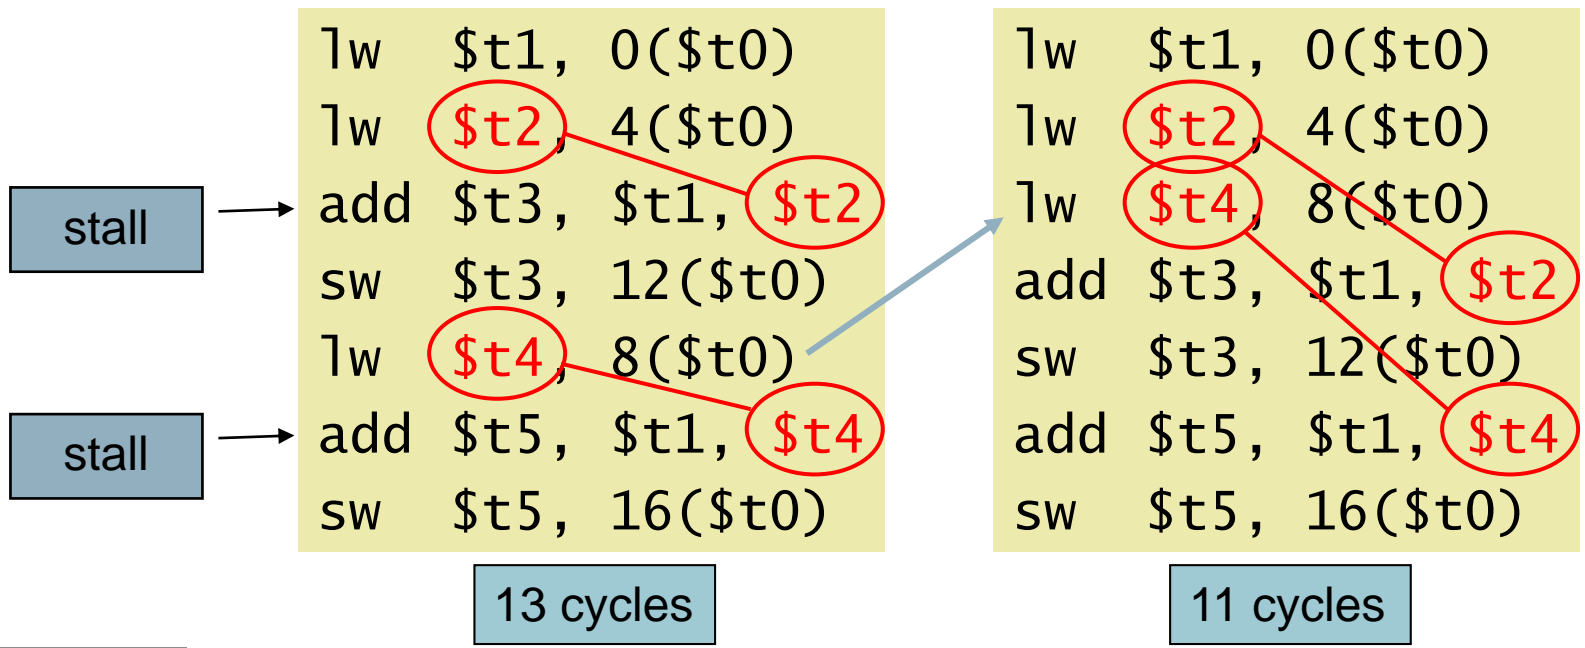 lw $t1, 0($t0)
lw $t2, 4($t0)
stall
add $t3, $t1, $t2
sw $t3, 12($t0)
lw $t4, 8($t0)
stall
add $t5, $t1, $t4
sw $t5, 16($t0)
13 cycles
lw $t1, 0($t0)
lw $t2, 4($t0)
lw $t4, 8($t0)
add $t3, $t1, $t2
sw $t3, 12($t0)
add $t5, $t1, $t4
sw $t5, 16($t0)
11 cycles